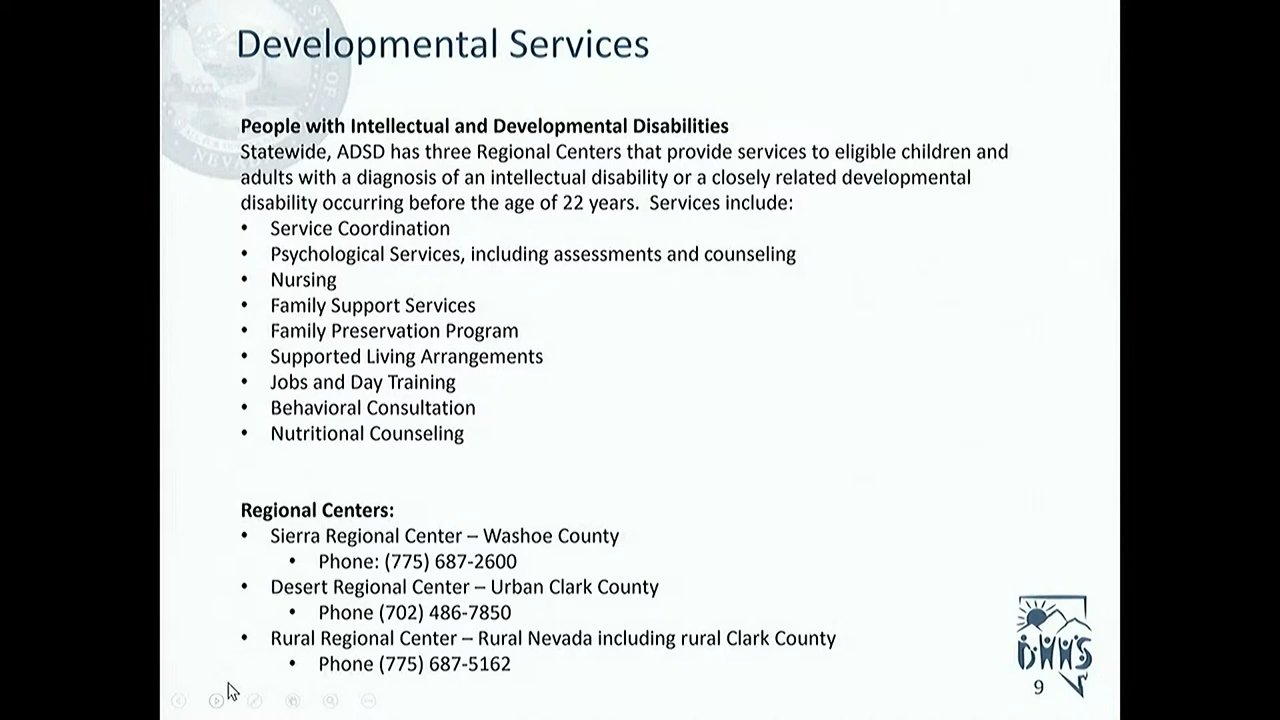 Developmental Services
People with Intellectual and Developmental Disabilities
Statewide, ADSD has three Regional Centers that provide services to eligible children and
adults with a diagnosis of an intellectual disability or a closely related developmental
disability occurring before the age of 22 years.  Services include:
• Service Coordination
• Psychological Services, including assessments and counseling
• Nursing
• Family Support Services
• Family Preservation Program
• Supported Living Arrangements
• Jobs and Day Training
• Behavioral Consultation
• Nutritional Counseling
Regional Centers:
• Sierra Regional Center – Washoe County
• Phone: (775) 687-2600
• Desert Regional Center – Urban Clark County
• Phone (702) 486-7850
• Rural Regional Center – Rural Nevada including rural Clark County
• Phone (775) 687-5162
DHHS
9